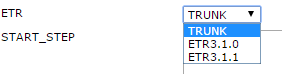 ETR TRUNK
TRUNK
START_STEP ETR3.1.0
ETR3.1.1